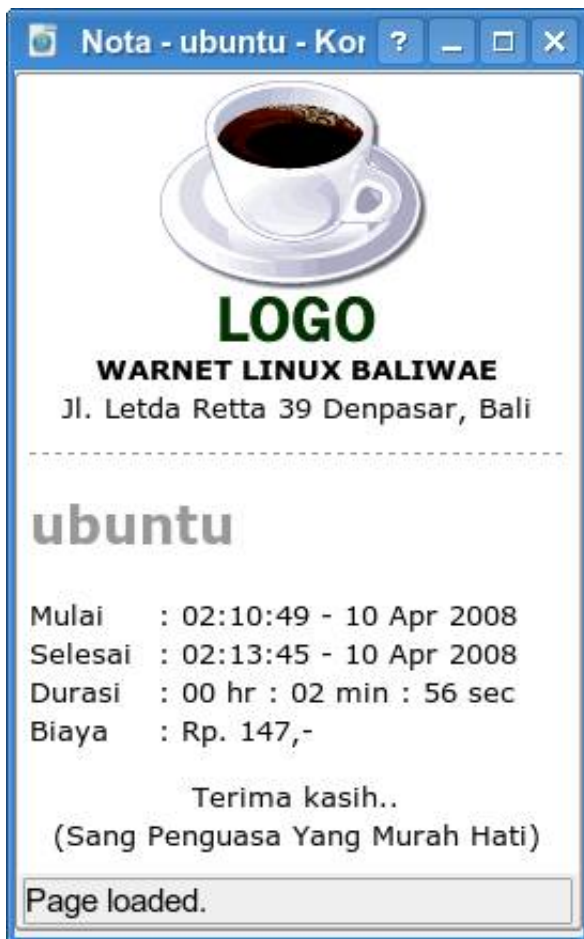 Nota - ubuntu - Kor
LOGO
WARNET LINUX BALIWAE
Jl. Letda Retta 39 Denpasar, Bali
ubuntu
Mulai : 02:10:49 - 10 Apr 2008
Selesai : 02:13:45 - 10 Apr 2008
Durasi : 00 hr : 02 min : 56 sec
Biaya : Rp. 147,-
Terima kasih..
(Sang Penguasa Yang Murah Hati)
Page loaded.